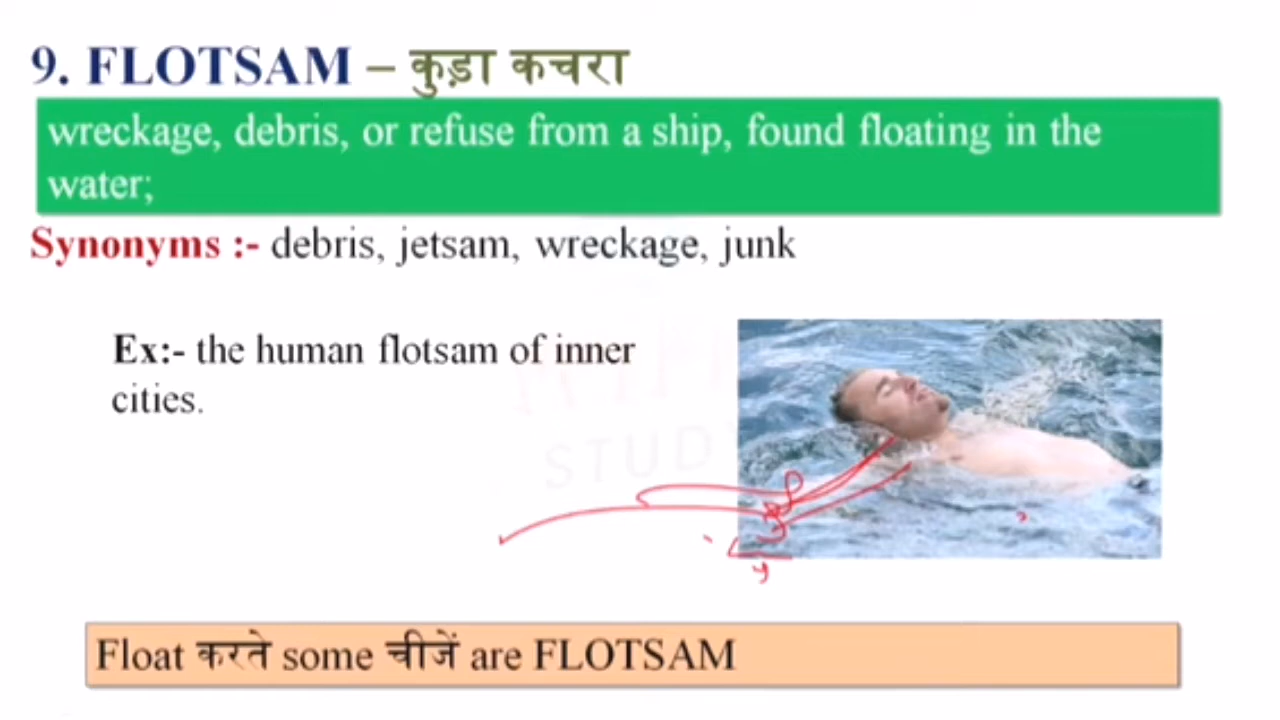 9. FLOTSAM – कुड़ा कचरा
wreckage, debris, or refuse from a ship, found floating in the
water;
Synonyms :- debris, jetsam, wreckage, junk
Ex:- the human flotsam of inner
cities.
Float करते some चीजें are FLOTSAM